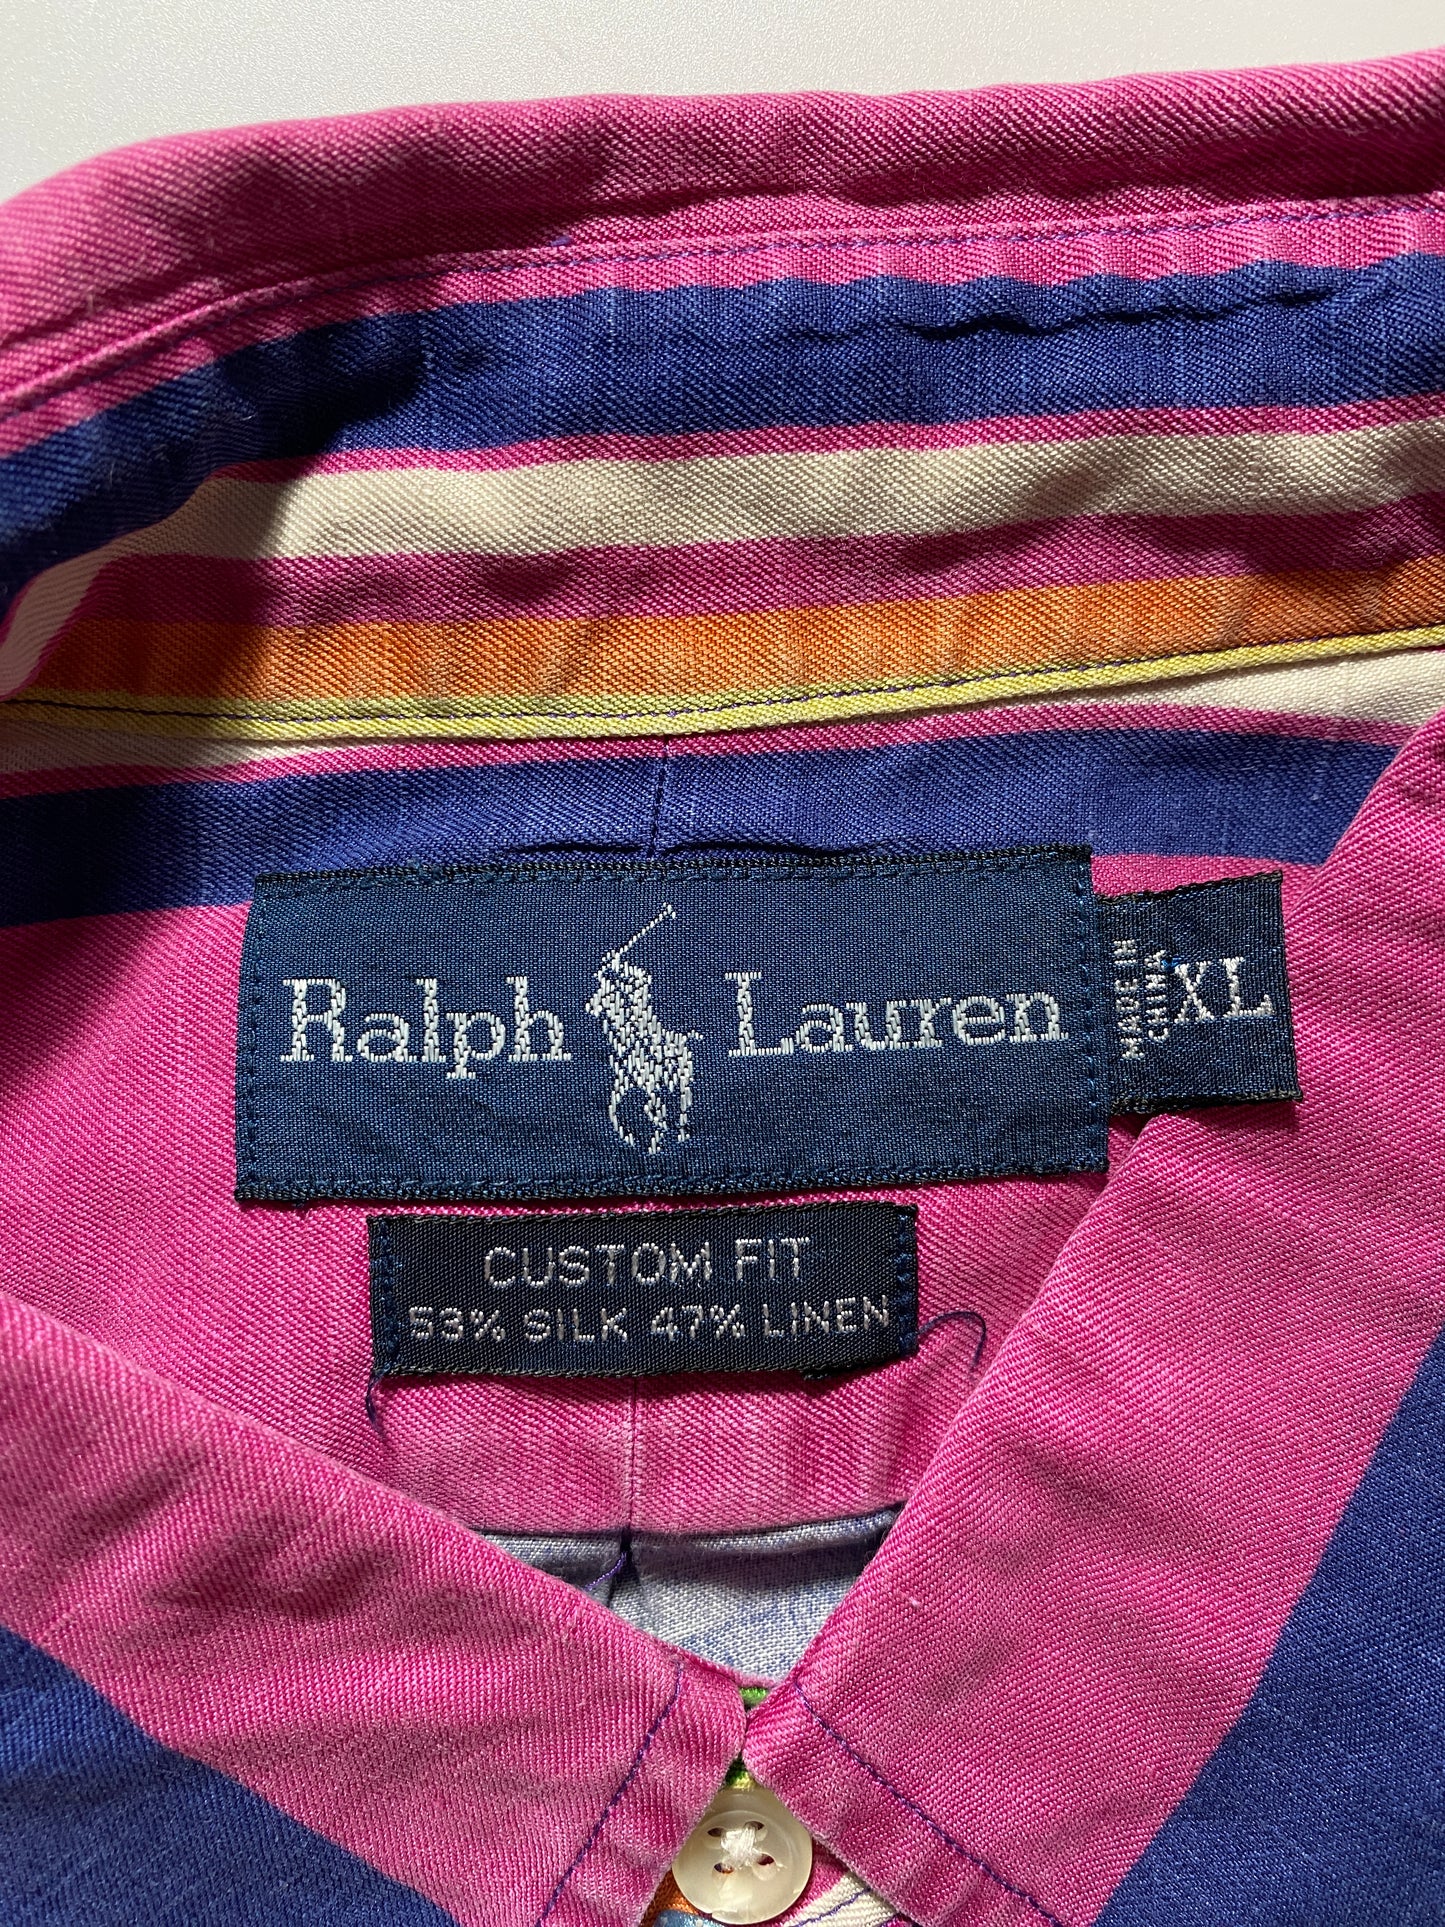 Ralph Lauren
MADE IN
CHINA
XL
CUSTOM FIT
53% SILK 47% LINEN